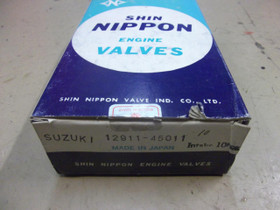 SHIN
NIPPON
ENGINE
VALVES
SHIN NIPPON VALVE IND. CO., LTD.
SUZUKI 12911-45011 10
MADE IN JAPAN
SHIN NIPPON ENGINE VALVES